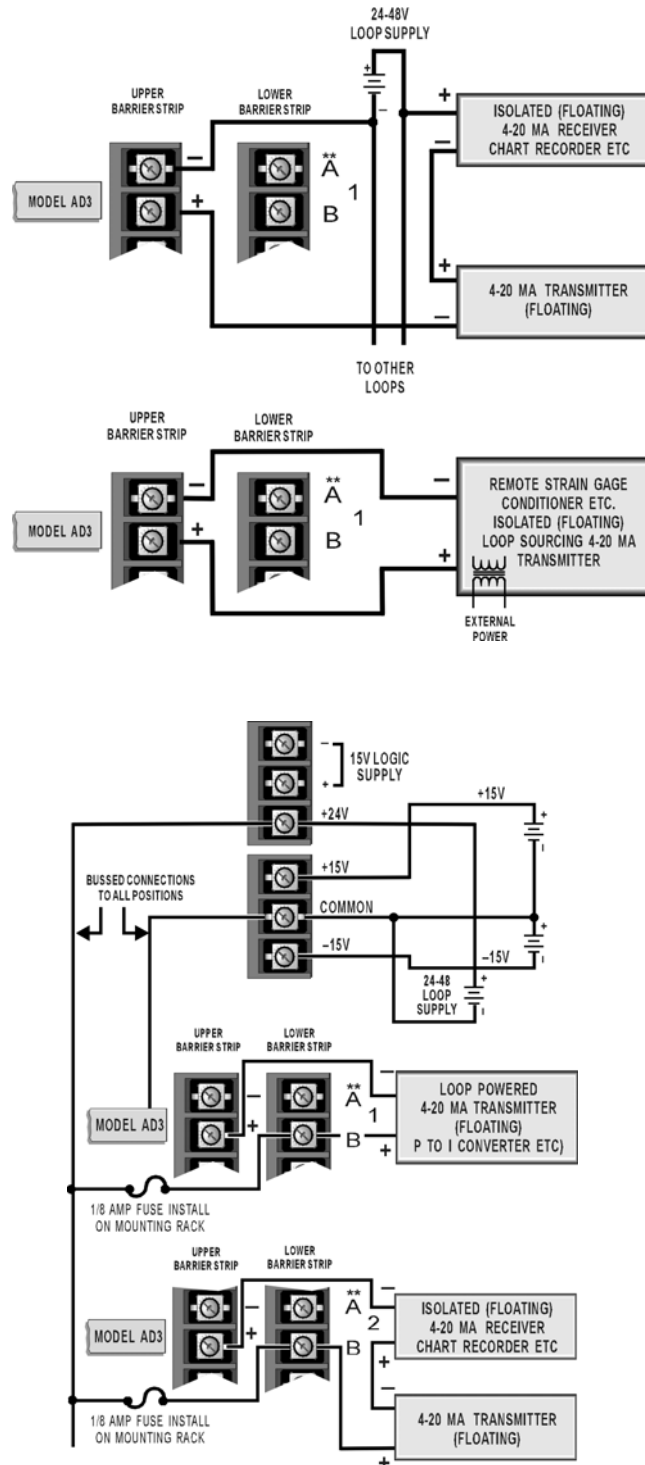 24-48V
LOOP SUPPLY
+
–
UPPER
BARRIER STRIP
LOWER
BARRIER STRIP
MODEL AD3
–
+
**
A
1
B
+
ISOLATED (FLOATING)
4-20 MA RECEIVER
CHART RECORDER ETC
–
+
4-20 MA TRANSMITTER
(FLOATING)
–
TO OTHER
LOOPS
UPPER
BARRIER STRIP
LOWER
BARRIER STRIP
MODEL AD3
–
+
**
A
1
B
–
+
REMOTE STRAIN GAGE
CONDITIONER ETC.
ISOLATED (FLOATING)
LOOP SOURCING 4-20 MA
TRANSMITTER
EXTERNAL
POWER
–
+
15V LOGIC
SUPPLY
+24V
+15V
+15V
COMMON
–15V
–15V
+
–
+
–
24-48
LOOP
SUPPLY
+
–
BUSSED CONNECTIONS
TO ALL POSITIONS
UPPER
BARRIER STRIP
LOWER
BARRIER STRIP
MODEL AD3
–
+
**
A
1
B
–
+
LOOP POWERED
4-20 MA TRANSMITTER
(FLOATING)
P TO I CONVERTER ETC)
1/8 AMP FUSE INSTALL
ON MOUNTING RACK
UPPER
BARRIER STRIP
LOWER
BARRIER STRIP
MODEL AD3
–
+
**
A
2
B
–
ISOLATED (FLOATING)
4-20 MA RECEIVER
CHART RECORDER ETC
+
–
4-20 MA TRANSMITTER
(FLOATING)
+
1/8 AMP FUSE INSTALL
ON MOUNTING RACK